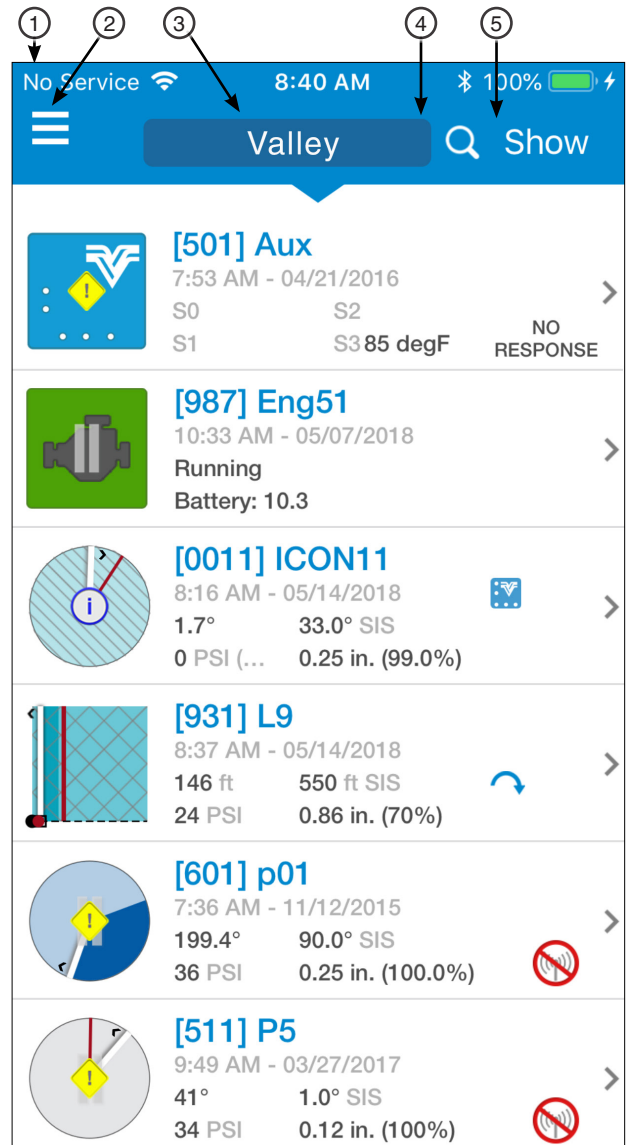 1 2 3 4 5
No Service 8:40 AM 100%
Valley Show
[501] Aux
7:53 AM - 04/21/2016
S0 S2
S1 S3 85 degF
NO
RESPONSE
!
[987] Eng51
10:33 AM - 05/07/2018
Running
Battery: 10.3
[0011] ICON11
8:16 AM - 05/14/2018
1.7° 33.0° SIS
0 PSI (... 0.25 in. (99.0%)
i
[931] L9
8:37 AM - 05/14/2018
146 ft 550 ft SIS
24 PSI 0.86 in. (70%)
[601] p01
7:36 AM - 11/12/2015
199.4° 90.0° SIS
36 PSI 0.25 in. (100.0%)
!
[511] P5
9:49 AM - 03/27/2017
41° 1.0° SIS
34 PSI 0.12 in. (100%)
!